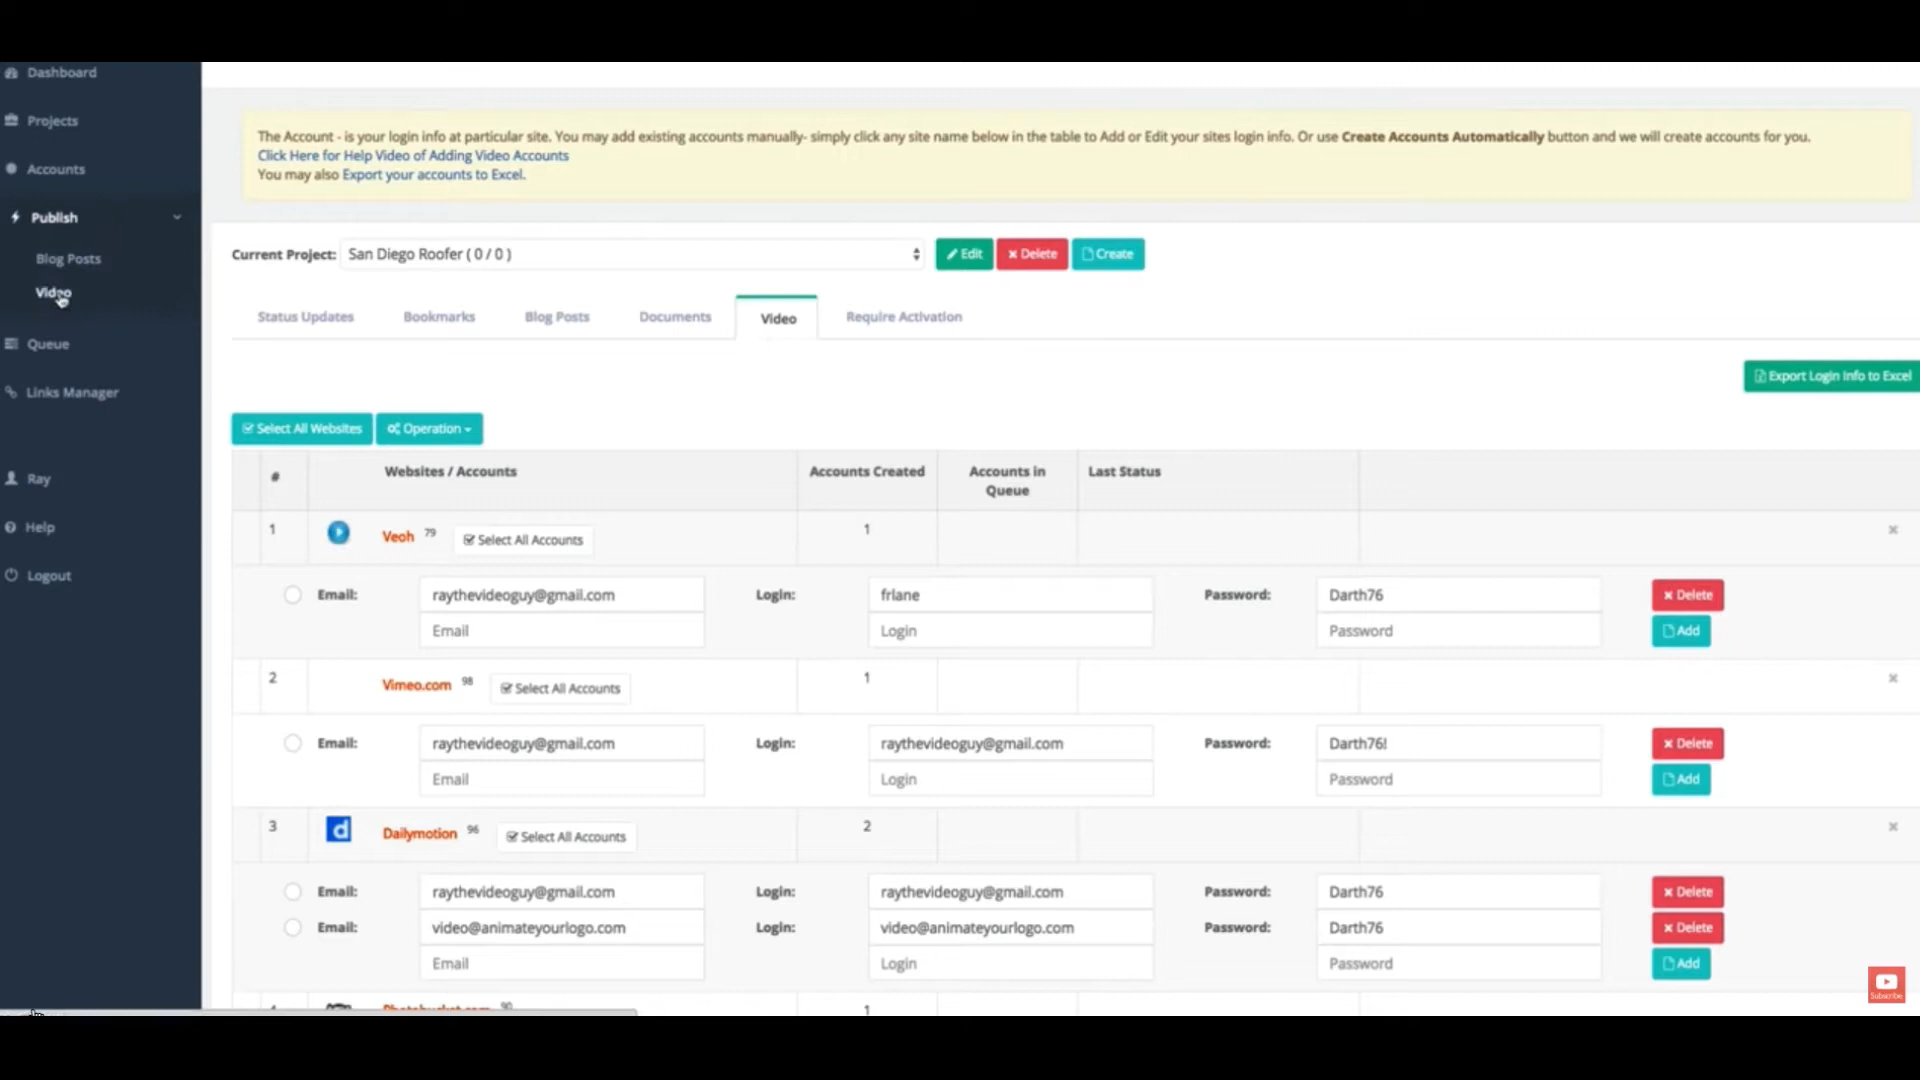 Dashboard
Projects
Accounts
Publish
Blog Posts
Video
Queue
Links Manager
Ray
Help
Logout
The Account - is your login info at particular site. You may add existing accounts manually- simply click any site name below in the table to Add or Edit your sites login info. Or use Create Accounts Automatically button and we will create accounts for you.
Click Here for Help Video of Adding Video Accounts
You may also Export your accounts to Excel.
Current Project: San Diego Roofer ( 0 / 0 ) Edit Delete Create
Status Updates Bookmarks Blog Posts Documents Video Require Activation
Export Login Info to Excel
Select All Websites Operation
# Websites / Accounts Accounts Created Accounts in Queue Last Status
1 Veoh 79 Select All Accounts 1
Email: raythevideoguy@gmail.com Login: frlane Password: Darth76 Delete
Email Login Password Add
2 Vimeo.com 98 Select All Accounts 1
Email: raythevideoguy@gmail.com Login: raythevideoguy@gmail.com Password: Darth76! Delete
Email Login Password Add
3 d Dailymotion 96 Select All Accounts 2
Email: raythevideoguy@gmail.com Login: raythevideoguy@gmail.com Password: Darth76 Delete
Email: video@animateyourlogo.com Login: video@animateyourlogo.com Password: Darth76 Delete
Email Login Password Add
Subscribe
90
1